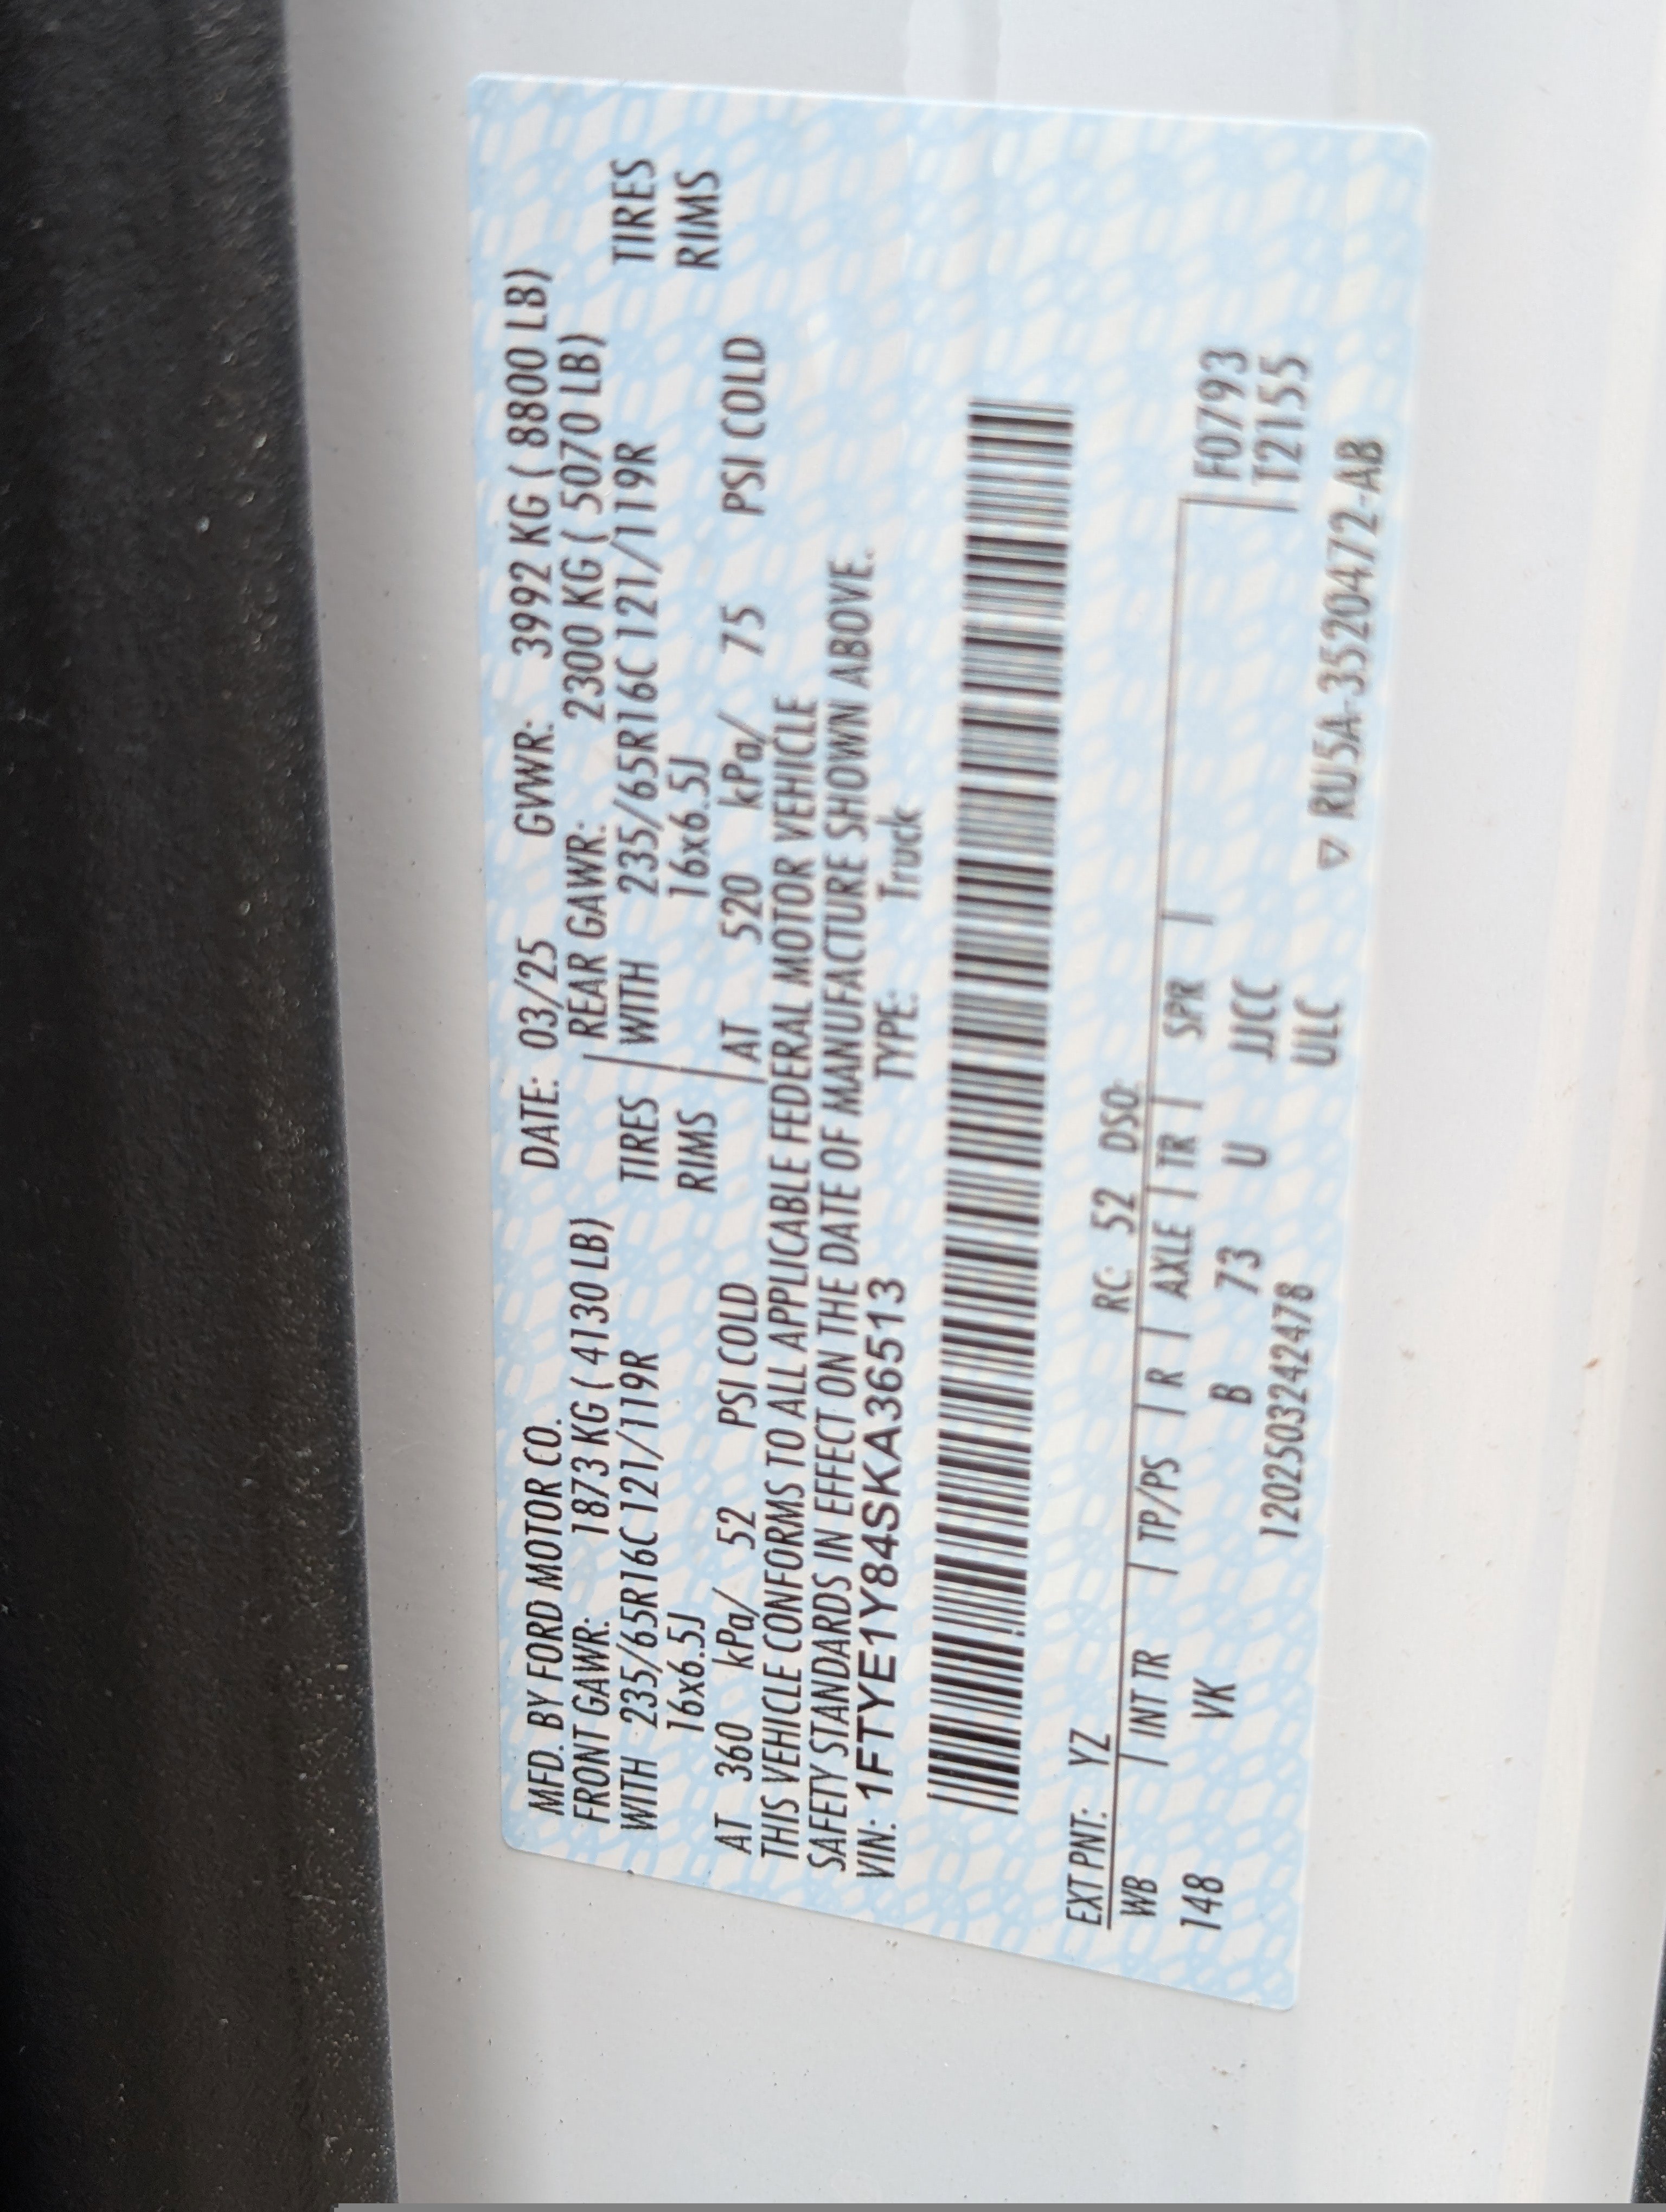 MFD. BY FORD MOTOR CO. DATE: 03/25 GVWR: 3992 KG ( 8800 LB)
FRONT GAWR: 1873 KG ( 4130 LB) REAR GAWR: 2300 KG ( 5070 LB)
WITH 235/65R16C 121/119R TIRES WITH 235/65R16C 121/119R TIRES
16x6.5J RIMS 16x6.5J RIMS
AT 360 kPa/ 52 PSI COLD AT 520 kPa/ 75 PSI COLD
THIS VEHICLE CONFORMS TO ALL APPLICABLE FEDERAL MOTOR VEHICLE
SAFETY STANDARDS IN EFFECT ON THE DATE OF MANUFACTURE SHOWN ABOVE.
VIN: 1FTYE1Y84SKA36513 TYPE: Truck
EXT PNT: YZ RC: 52 DSO:
WB | INT TR | TP/PS | R | AXLE | TR | SPR | F0793
148 VK B 73 U JJCC T2155
12025032424​78 ULC
▽ RU5A-3520472-AB